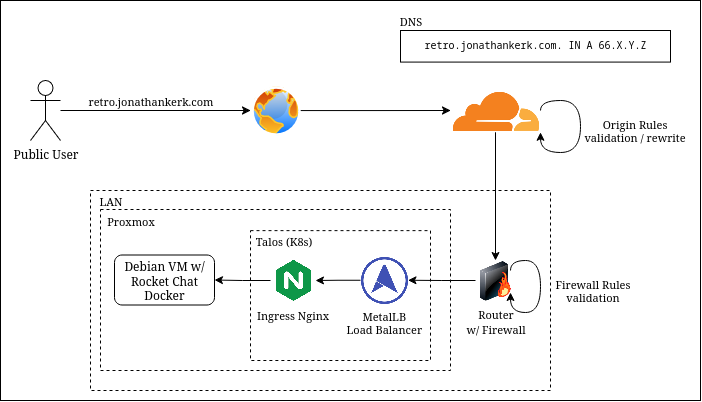 DNS
retro.jonathankerk.com. IN A 66.X.Y.Z
retro.jonathankerk.com
Public User
Origin Rules
validation / rewrite
LAN
Proxmox
Talos (K8s)
Debian VM w/
Rocket Chat
Docker
N
Ingress Nginx
MetalLB
Load Balancer
Router
w/ Firewall
Firewall Rules
validation